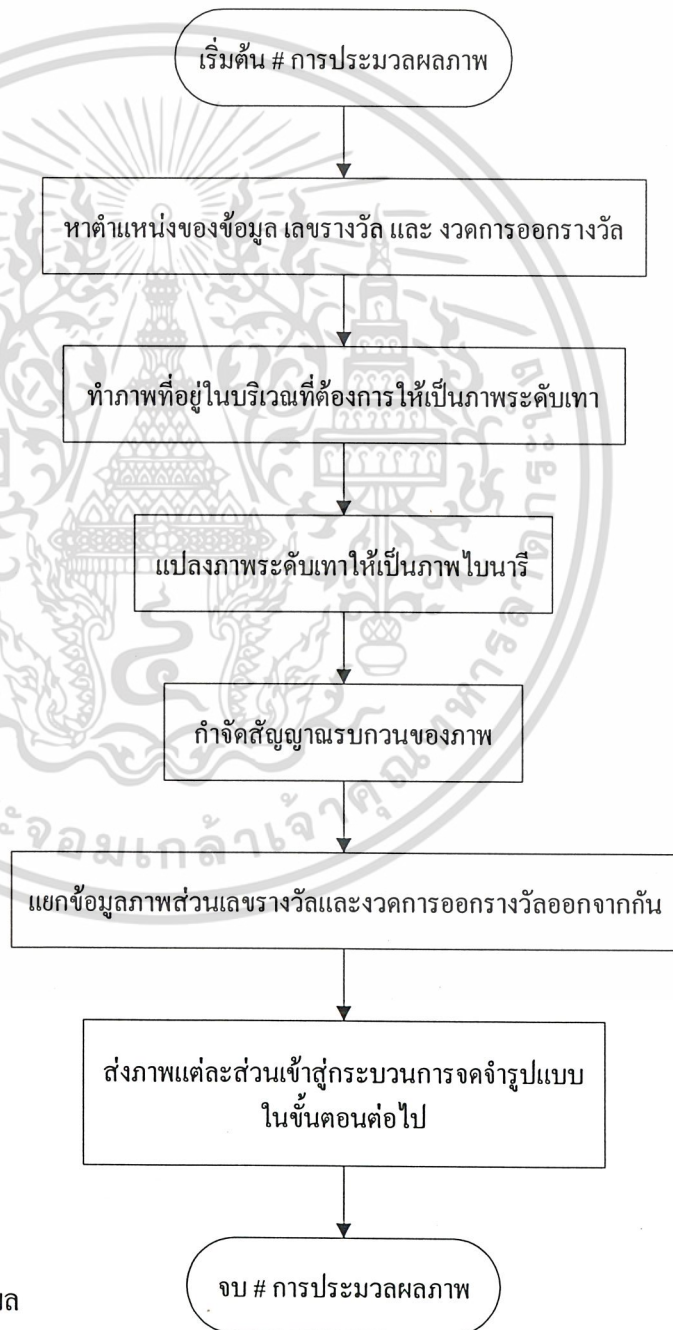 เริ่มต้น # การประมวลผลภาพ
หาตำแหน่งของข้อมูล เลขรางวัล และ งวดการออกรางวัล
ทำภาพที่อยู่ในบริเวณที่ต้องการให้เป็นภาพระดับเทา
แปลงภาพระดับเทาให้เป็นภาพไบนารี
กำจัดสัญญาณรบกวนของภาพ
แยกข้อมูลภาพส่วนเลขรางวัลและงวดการออกรางวัลออกจากกัน
ส่งภาพแต่ละส่วนเข้าสู่กระบวนการจดจำรูปแบบ
ในขั้นตอนต่อไป
จบ # การประมวลผลภาพ